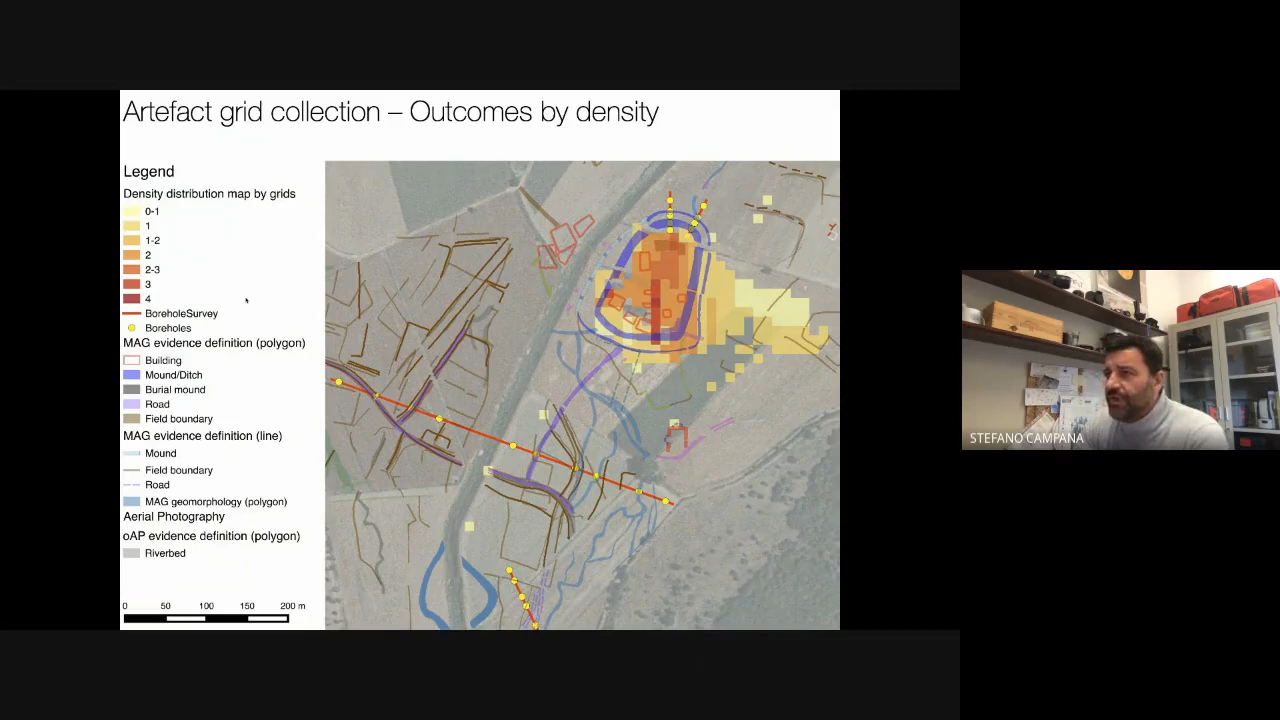 Artefact grid collection – Outcomes by density
Legend
Density distribution map by grids
0-1
1
1-2
2
2-3
3
4
BoreholeSurvey
Boreholes
MAG evidence definition (polygon)
Building
Mound/Ditch
Burial mound
Road
Field boundary
MAG evidence definition (line)
Mound
Field boundary
Road
MAG geomorphology (polygon)
Aerial Photography
oAP evidence definition (polygon)
Riverbed
0 50 100 150 200 m
STEFANO CAMPANA